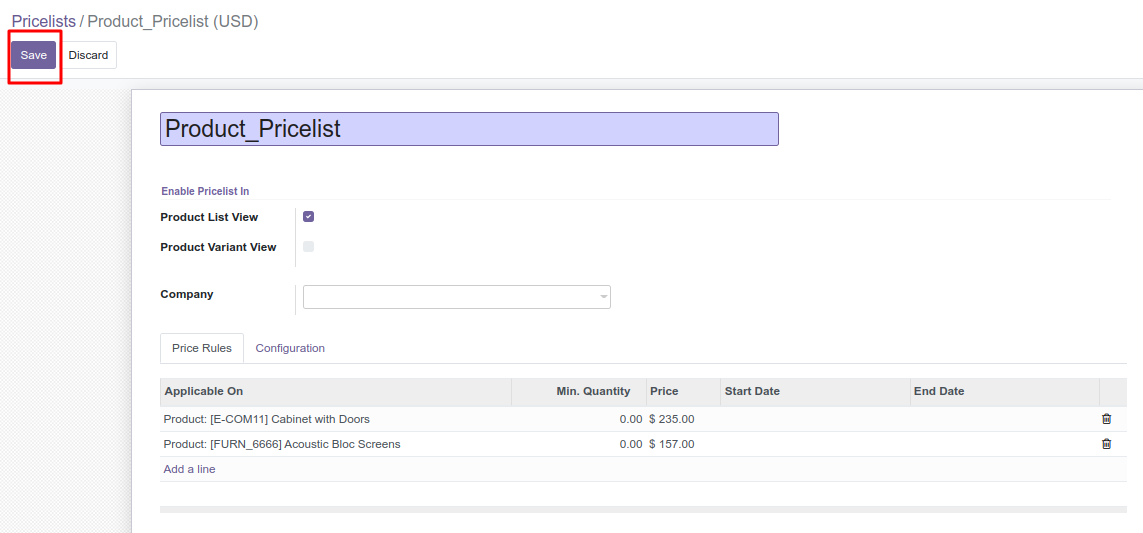 Pricelists / Product_Pricelist (USD)
Save Discard
Product_Pricelist
Enable Pricelist In
Product List View
Product Variant View
Company
Price Rules Configuration
Applicable On Min. Quantity Price Start Date End Date
Product: [E-COM11] Cabinet with Doors 0.00 $ 235.00
Product: [FURN_6666] Acoustic Bloc Screens 0.00 $ 157.00
Add a line